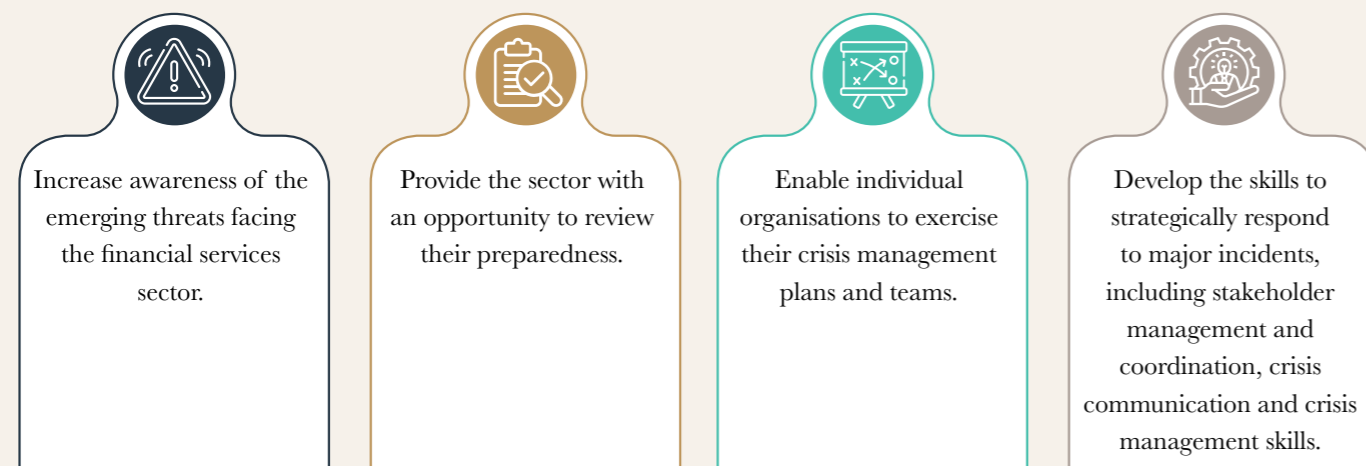 Increase awareness of the
emerging threats facing
the financial services
sector.
Provide the sector with
an opportunity to review
their preparedness.
Enable individual
organisations to exercise
their crisis management
plans and teams.
Develop the skills to
strategically respond
to major incidents,
including stakeholder
management and
coordination, crisis
communication and crisis
management skills.